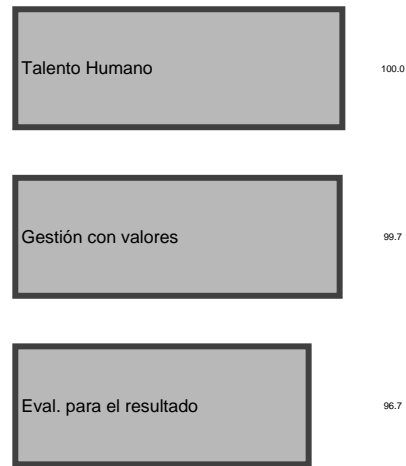 Talento Humano
100.0
Gestión con valores
99.7
Eval. para el resultado
96.7